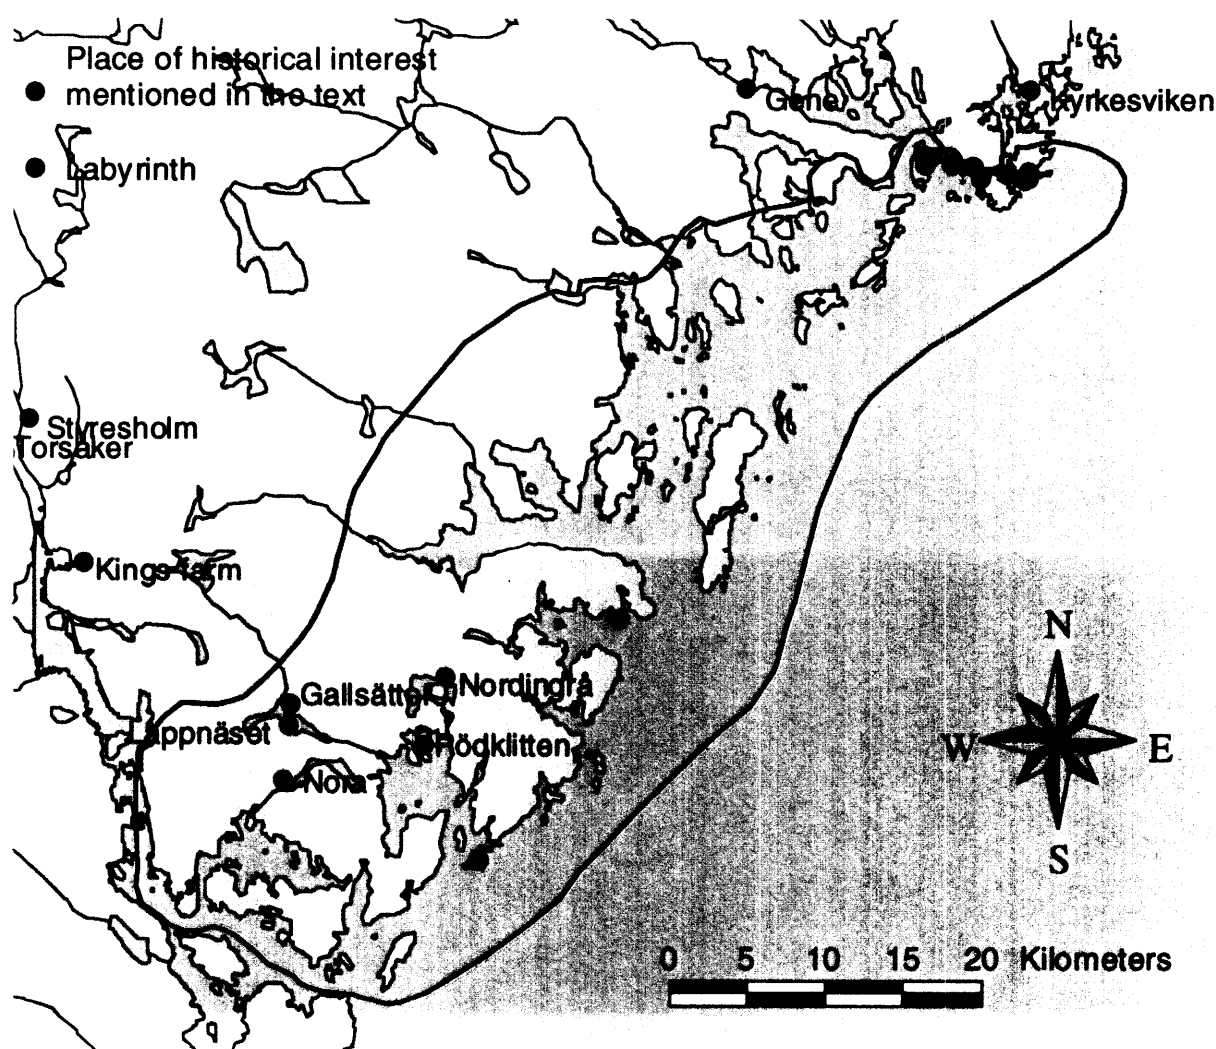 Place of historical interest
mentioned in the text
Labyrinth
Gene
Kyrkesviken
Styresholm
Torsåker
Kings farm
Gallsätter
Nordingrå
Lappnäset
Rödklitten
Nora
N
W
E
S
0 5 10 15 20 Kilometers